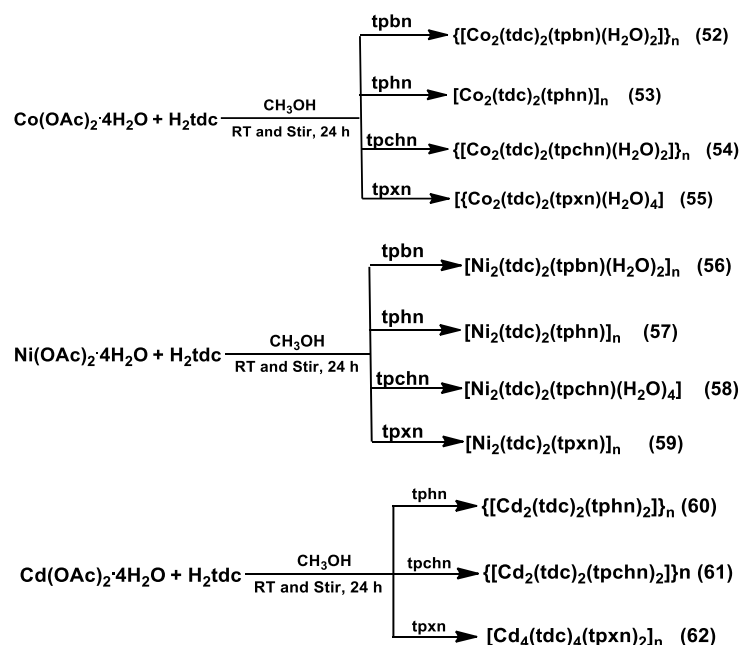 tpbn
{[Co₂(tdc)₂(tpbn)(H₂O)₂]}ₙ (52)
tphn
[Co₂(tdc)₂(tphn)]ₙ (53)
Co(OAc)₂·4H₂O + H₂tdc
CH₃OH
RT and Stir, 24 h
tpchn
{[Co₂(tdc)₂(tpchn)(H₂O)₂]}ₙ (54)
tpxn
[{Co₂(tdc)₂(tpxn)(H₂O)₄] (55)
tpbn
[Ni₂(tdc)₂(tpbn)(H₂O)₂]ₙ (56)
tphn
[Ni₂(tdc)₂(tphn)]ₙ (57)
Ni(OAc)₂·4H₂O + H₂tdc
CH₃OH
RT and Stir, 24 h
tpchn
[Ni₂(tdc)₂(tpchn)(H₂O)₄] (58)
tpxn
[Ni₂(tdc)₂(tpxn)]ₙ (59)
tphn
{[Cd₂(tdc)₂(tphn)₂]}ₙ (60)
Cd(OAc)₂·4H₂O + H₂tdc
CH₃OH
RT and Stir, 24 h
tpchn
{[Cd₂(tdc)₂(tpchn)₂]}n (61)
tpxn
[Cd₄(tdc)₄(tpxn)₂]ₙ (62)